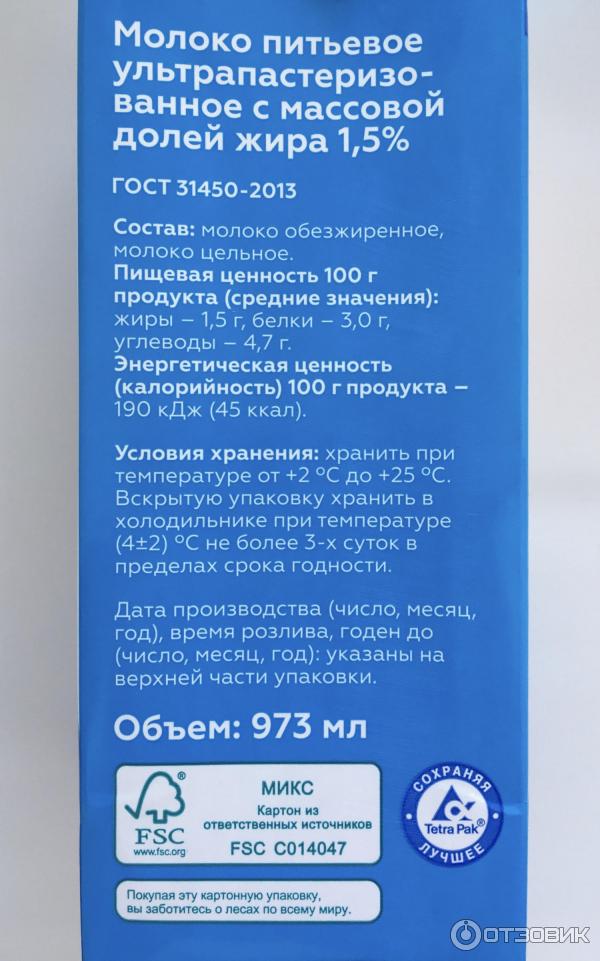 Молоко питьевое
ультрапастеризо-
ванное с массовой
долей жира 1,5%
ГОСТ 31450-2013
Состав: молоко обезжиренное,
молоко цельное.
Пищевая ценность 100 г
продукта (средние значения):
жиры – 1,5 г, белки – 3,0 г,
углеводы – 4,7 г.
Энергетическая ценность
(калорийность) 100 г продукта –
190 кДж (45 ккал).
Условия хранения: хранить при
температуре от +2 °С до +25 °С.
Вскрытую упаковку хранить в
холодильнике при температуре
(4±2) °С не более 3-х суток в
пределах срока годности.
Дата производства (число, месяц,
год), время розлива, годен до
(число, месяц, год): указаны на
верхней части упаковки.
Объем: 973 мл
FSC
www.fsc.org
МИКС
Картон из
ответственных источников
FSC C014047
СОХРАНЯЯ
Tetra Pak®
ЛУЧШЕЕ
Покупая эту картонную упаковку,
вы заботитесь о лесах по всему миру.
ОТЗОВИК